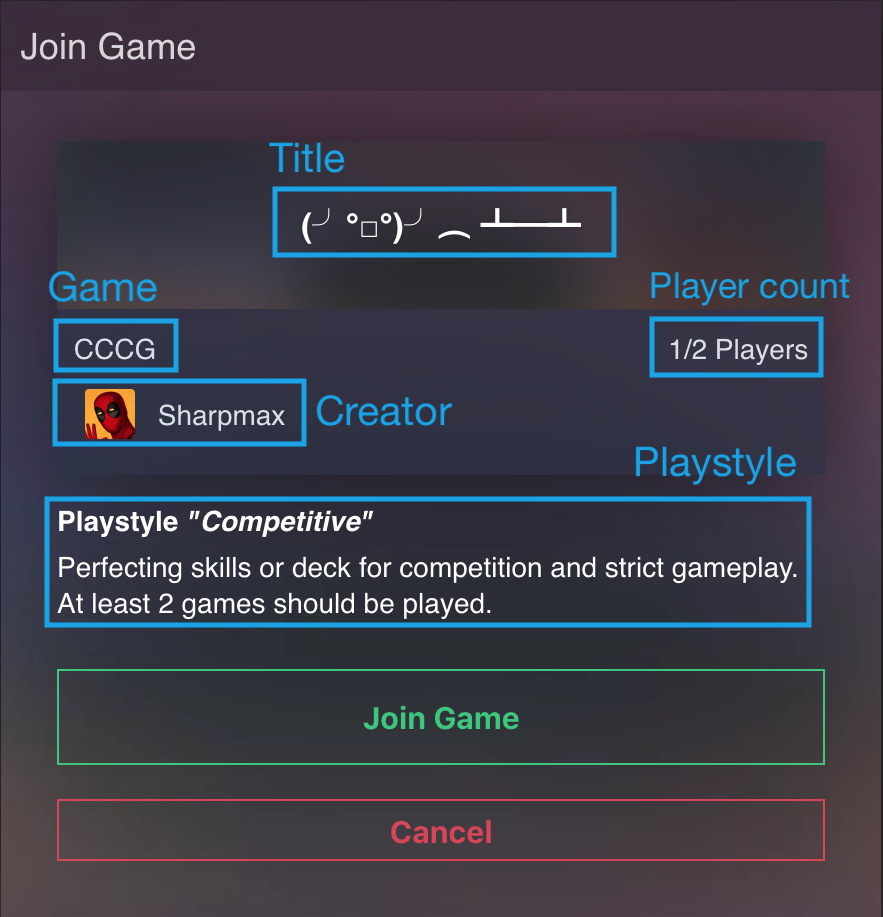 Join Game
Title
(╯°□°)╯︵ ┻━┻
Game
Player count
CCCG
1/2 Players
Sharpmax
Creator
Playstyle
Playstyle "Competitive"
Perfecting skills or deck for competition and strict gameplay.
At least 2 games should be played.
Join Game
Cancel